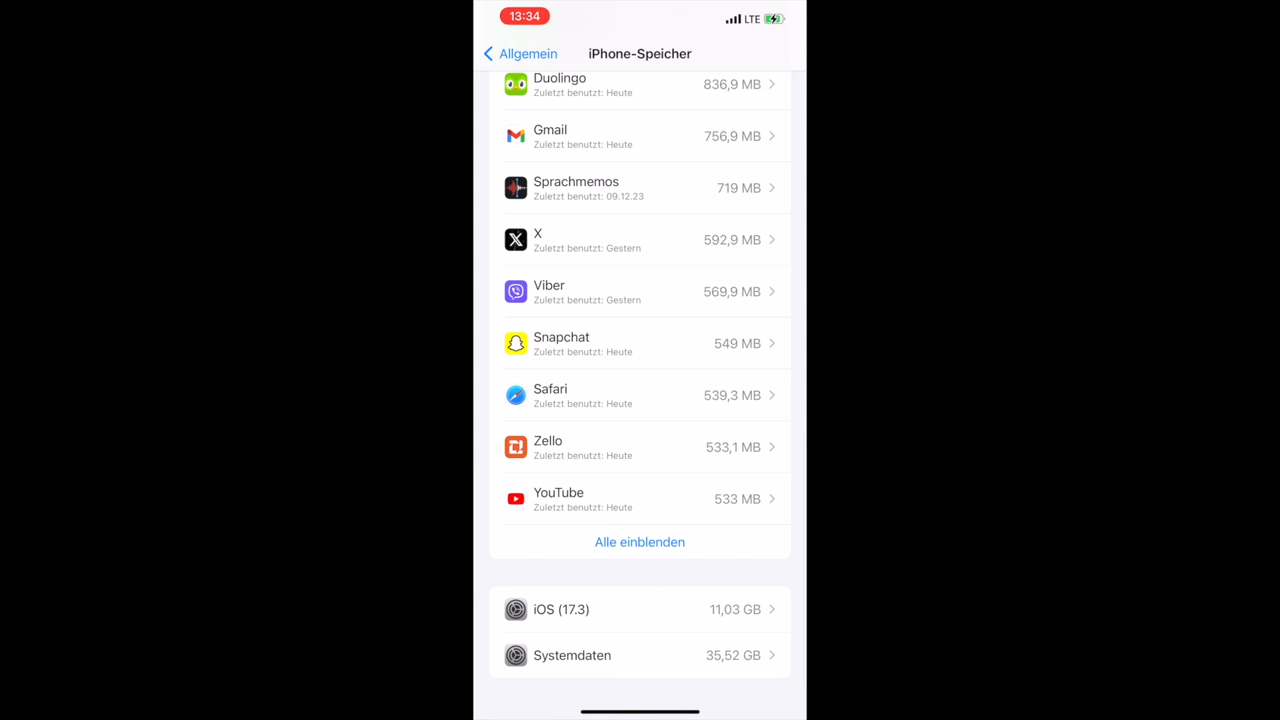 13:34
LTE
Allgemein
iPhone-Speicher
Duolingo
Zuletzt benutzt: Heute
836,9 MB
Gmail
Zuletzt benutzt: Heute
756,9 MB
Sprachmemos
Zuletzt benutzt: 09.12.23
719 MB
X
Zuletzt benutzt: Gestern
592,9 MB
Viber
Zuletzt benutzt: Gestern
569,9 MB
Snapchat
Zuletzt benutzt: Heute
549 MB
Safari
Zuletzt benutzt: Heute
539,3 MB
Zello
Zuletzt benutzt: Heute
533,1 MB
YouTube
Zuletzt benutzt: Heute
533 MB
Alle einblenden
iOS (17.3)
11,03 GB
Systemdaten
35,52 GB